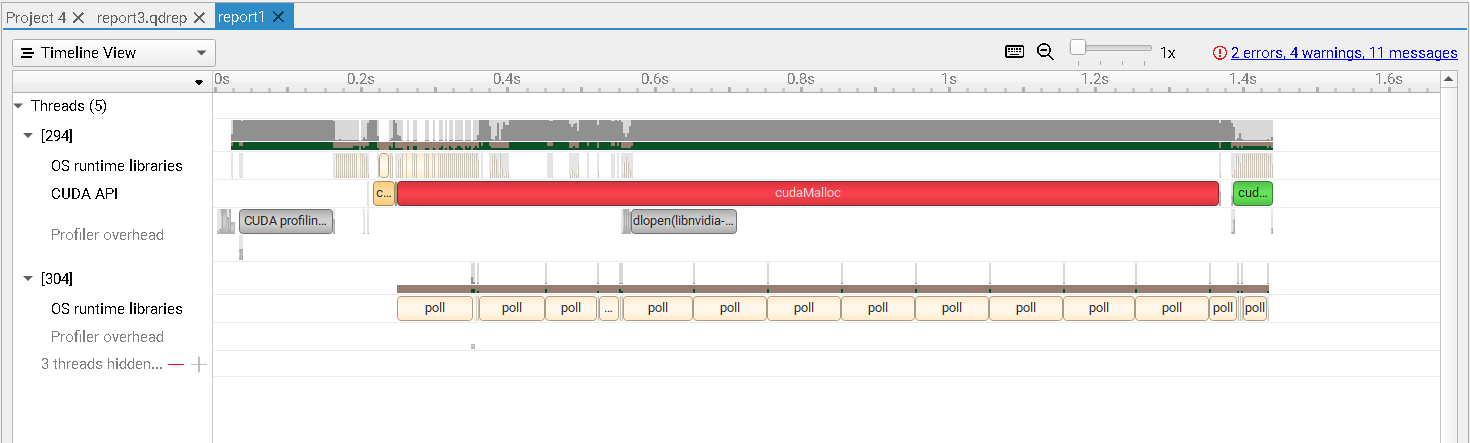 Project 4 report3.qdrep report1
Timeline View 1x 2 errors, 4 warnings, 11 messages
0s 0.2s 0.4s 0.6s 0.8s 1s 1.2s 1.4s 1.6s
Threads (5)
[294]
OS runtime libraries
CUDA API c... cudaMalloc cud...
Profiler overhead CUDA profilin... dlopen(libnvidia-...
[304]
OS runtime libraries poll poll poll ... poll poll poll poll poll poll poll poll poll poll
Profiler overhead
3 threads hidden...